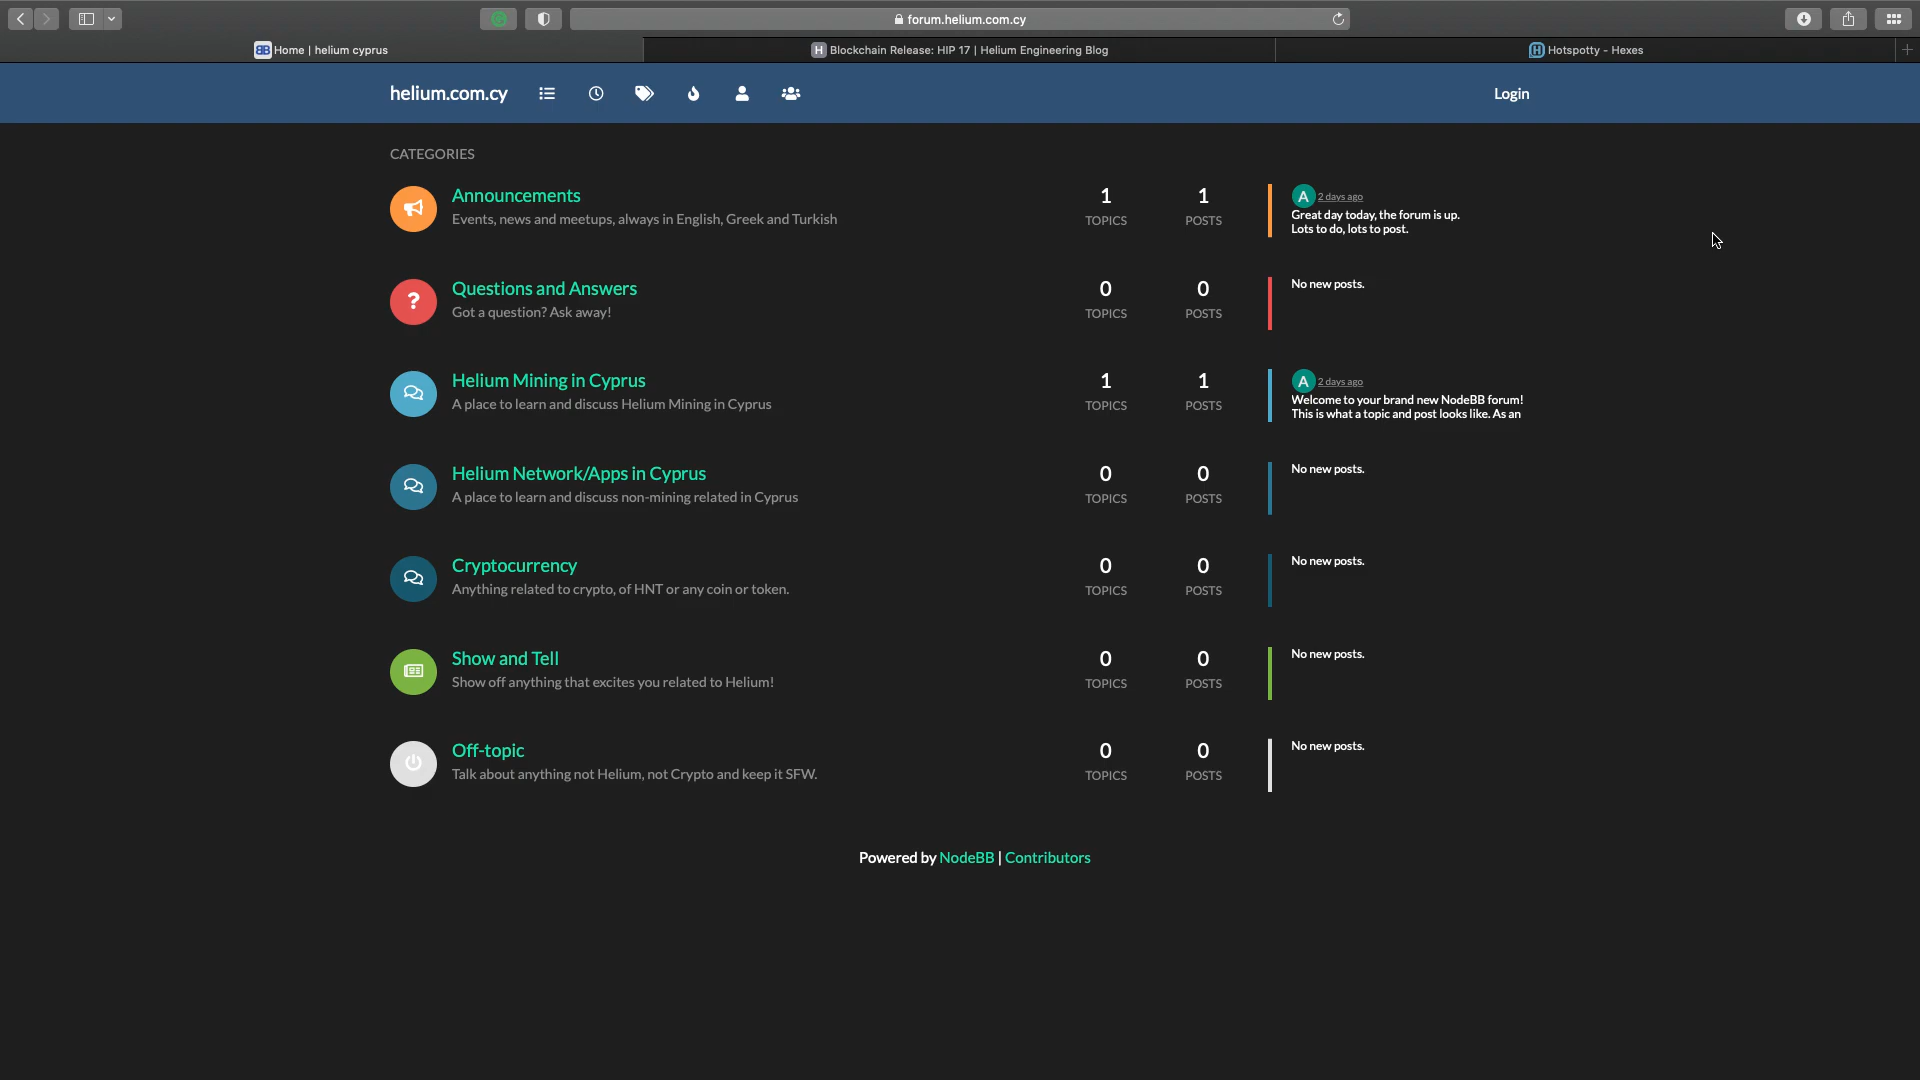 forum.helium.com.cy
Home | helium cyprus
Blockchain Release: HIP 17 | Helium Engineering Blog
Hotspotty - Hexes
helium.com.cy
Login
CATEGORIES
Announcements
Events, news and meetups, always in English, Greek and Turkish
1
TOPICS
1
POSTS
A
2 days ago
Great day today, the forum is up.
Lots to do, lots to post.
Questions and Answers
Got a question? Ask away!
0
TOPICS
0
POSTS
No new posts.
Helium Mining in Cyprus
A place to learn and discuss Helium Mining in Cyprus
1
TOPICS
1
POSTS
A
2 days ago
Welcome to your brand new NodeBB forum!
This is what a topic and post looks like. As an
Helium Network/Apps in Cyprus
A place to learn and discuss non-mining related in Cyprus
0
TOPICS
0
POSTS
No new posts.
Cryptocurrency
Anything related to crypto, of HNT or any coin or token.
0
TOPICS
0
POSTS
No new posts.
Show and Tell
Show off anything that excites you related to Helium!
0
TOPICS
0
POSTS
No new posts.
Off-topic
Talk about anything not Helium, not Crypto and keep it SFW.
0
TOPICS
0
POSTS
No new posts.
Powered by NodeBB | Contributors